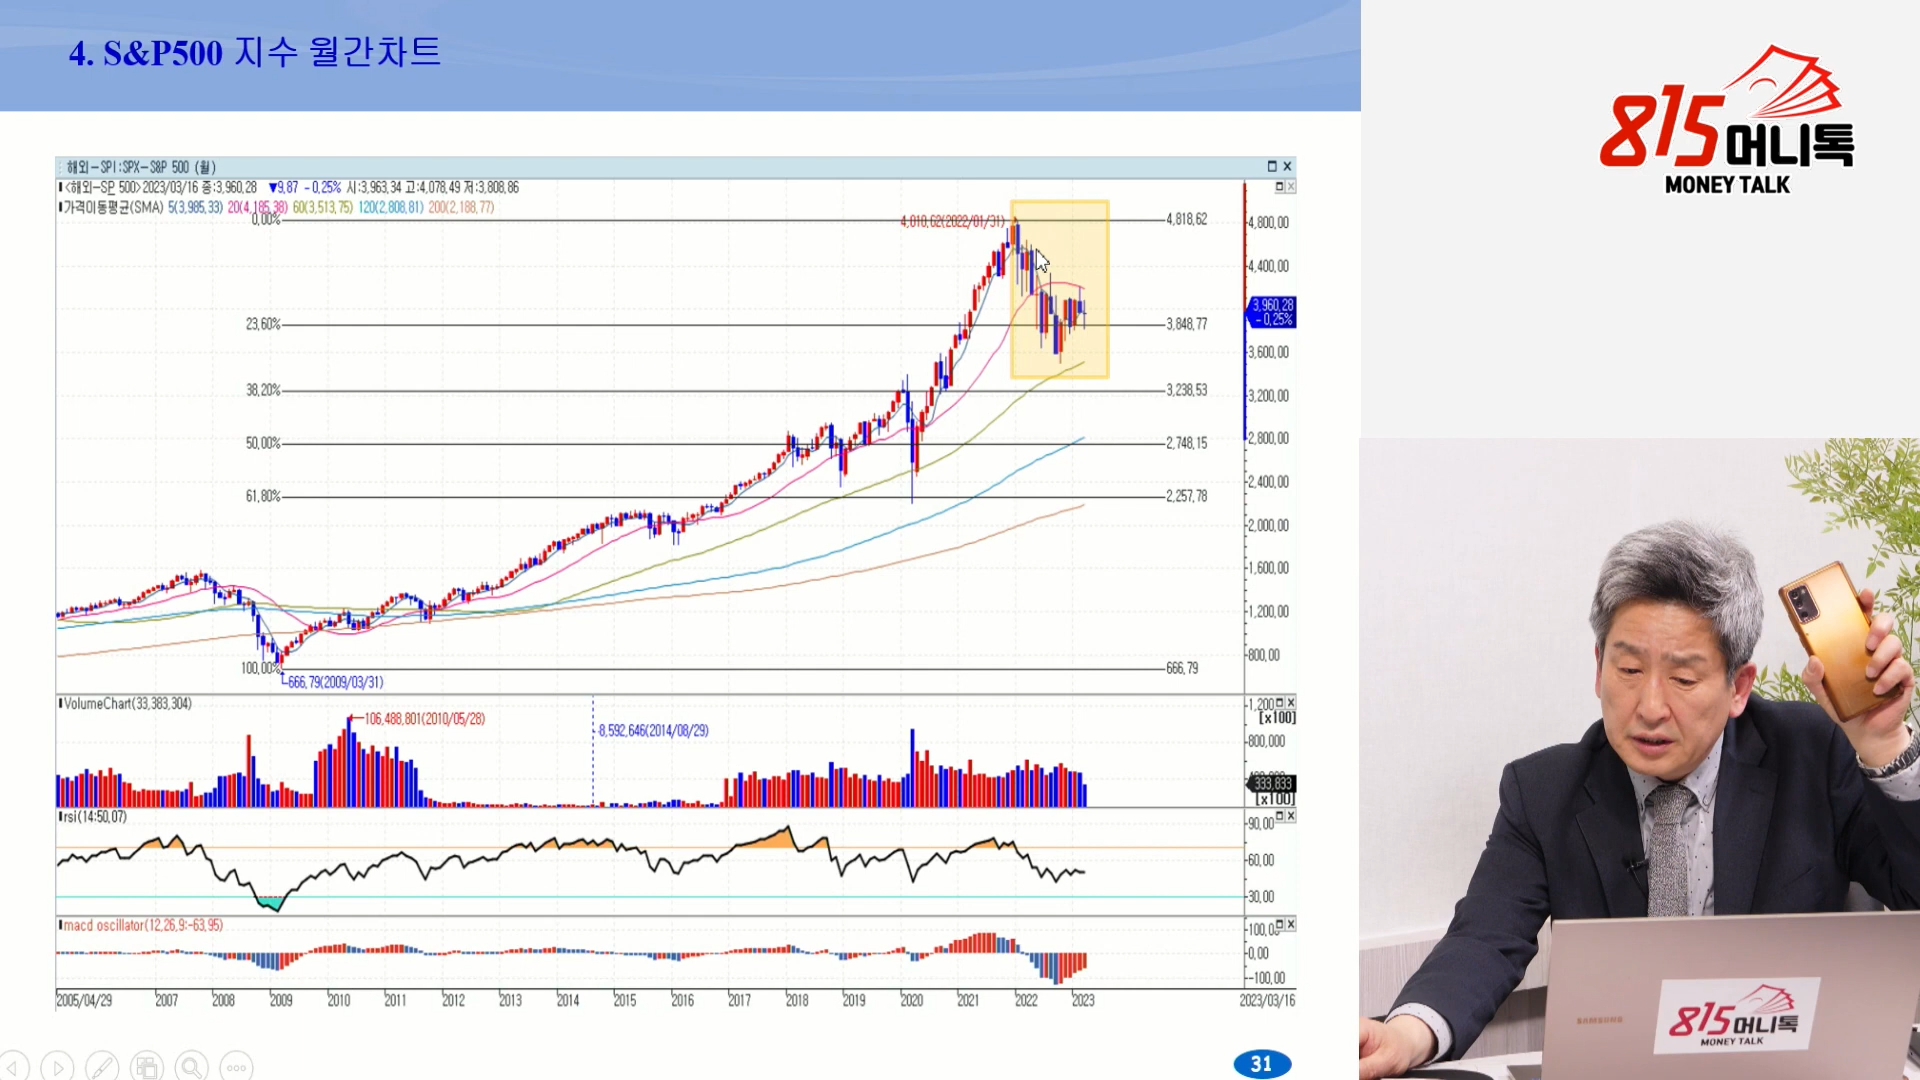 4. S&P500 지수 월간차트
815머니톡
MONEY TALK
해외-SPI:SPX-S&P 500 (월)
<해외-SP 500>2023/03/16 종:3,960,28 ▼9,87 -0,25% 시:3,963,34 고:4,078,49 저:3,808,86
가격이동평균(SMA) 5(3,985,33) 20(4,185,38) 60(3,513,75) 120(2,808,81) 200(2,188,77)
0,00%
4,818,62
4,800,00
4,400,00
3,960,28
-0,25%
23,60%
3,848,77
3,600,00
38,20%
3,238,53
3,200,00
50,00%
2,748,15
2,800,00
2,400,00
61,80%
2,257,78
2,000,00
1,600,00
1,200,00
800,00
100,00%
666,79
666,79(2009/03/31)
VolumeChart(33,383,304)
1,200
[x100]
106,488,801(2010/05/28)
8,592,646(2014/08/29)
800,000
333,833
[x100]
rsi(14:50,07)
90,00
60,00
30,00
macd oscillator(12,26,9:-63,95)
0,00
-100,00
2005/04/29 2007 2008 2009 2010 2011 2012 2013 2014 2015 2016 2017 2018 2019 2020 2021 2022 2023 2023/03/16
31
SAMSUNG
815머니톡
MONEY TALK